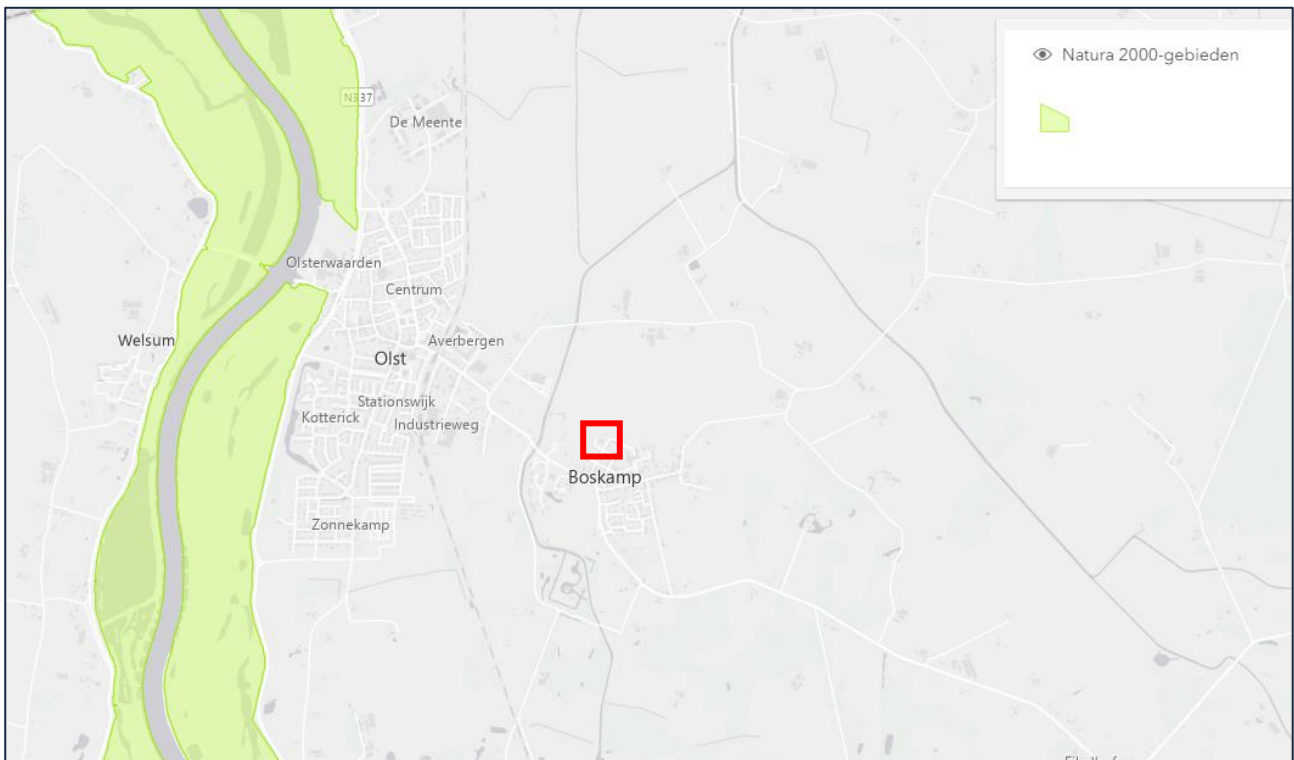 Natura 2000-gebieden
N337
De Meente
Olsterwaarden
Centrum
Welsum
Averbergen
Olst
Stationswijk
Kotterick
Industrieweg
Boskamp
Zonnekamp